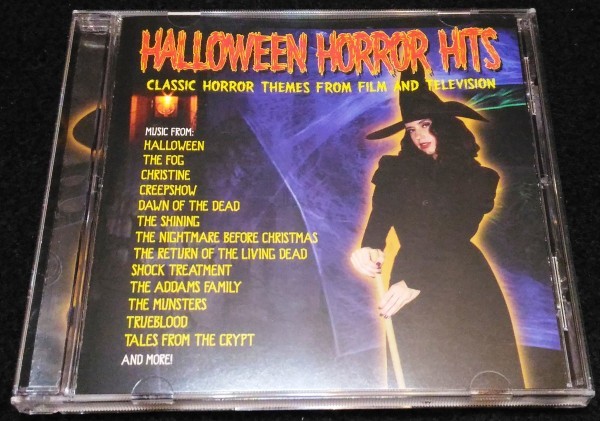 HALLOWEEN HORROR HITS
CLASSIC HORROR THEMES FROM FILM AND TELEVISION
MUSIC FROM:
HALLOWEEN
THE FOG
CHRISTINE
CREEPSHOW
DAWN OF THE DEAD
THE SHINING
THE NIGHTMARE BEFORE CHRISTMAS
THE RETURN OF THE LIVING DEAD
SHOCK TREATMENT
THE ADDAMS FAMILY
THE MUNSTERS
TRUEBLOOD
TALES FROM THE CRYPT
AND MORE!